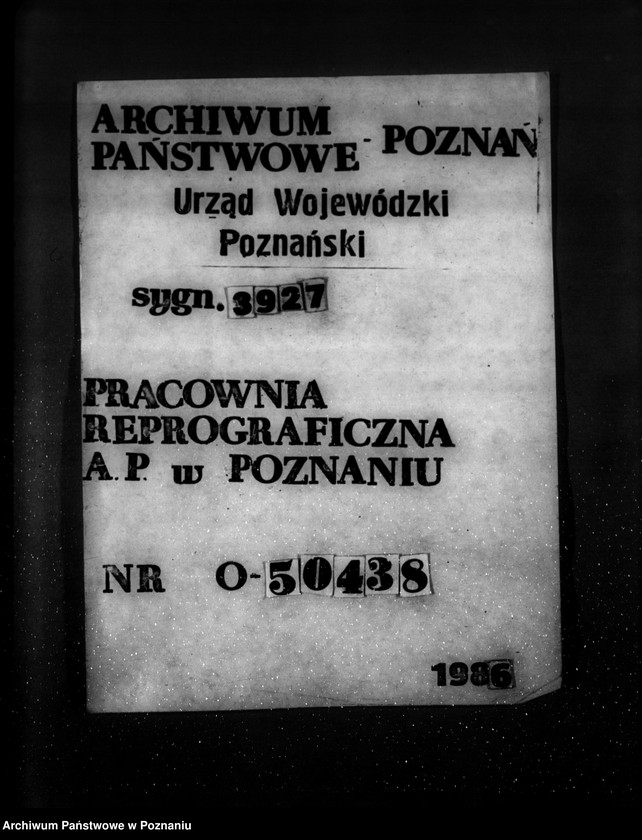 ARCHIWUM
PAŃSTWOWE - POZNAŃ
Urząd Wojewódzki
Poznański
sygn. 3927
PRACOWNIA
REPROGRAFICZNA
A.P. w POZNANIU
NR O-50438
1986
Archiwum Państwowe w Poznaniu